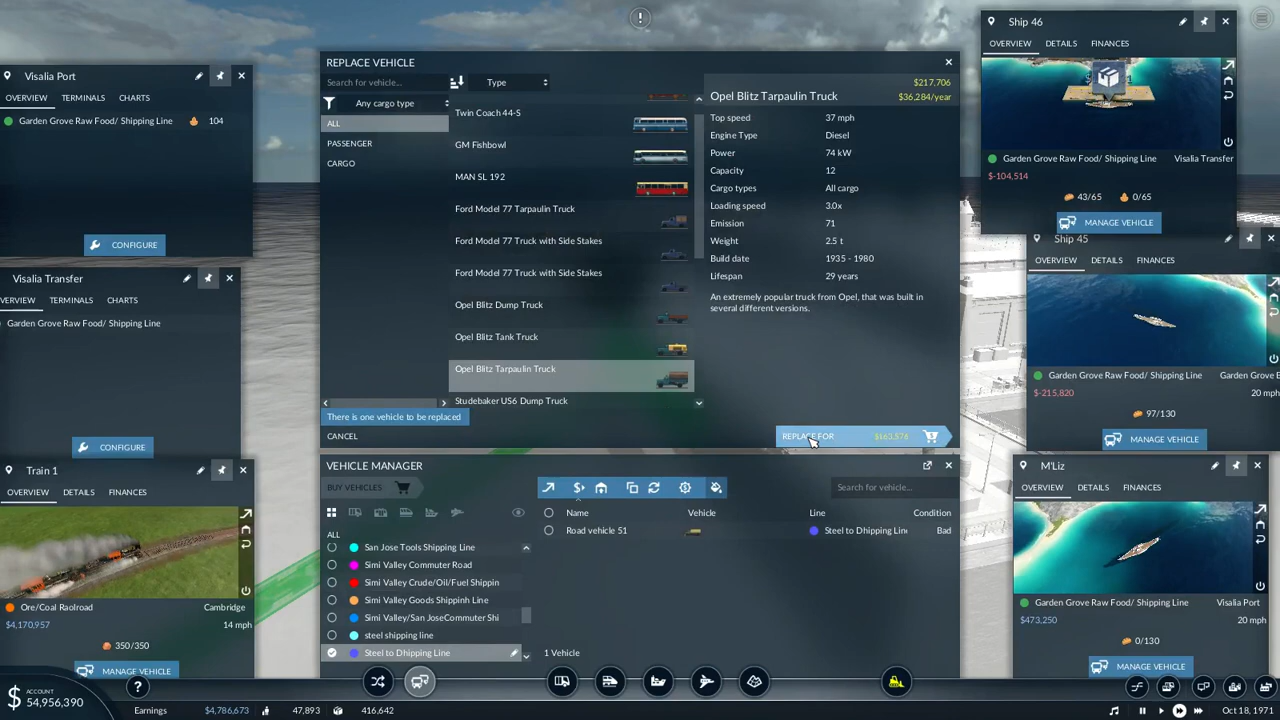 Visalia Port
OVERVIEW TERMINALS CHARTS
Garden Grove Raw Food/ Shipping Line 104
CONFIGURE
Visalia Transfer
VERVIEW TERMINALS CHARTS
Garden Grove Raw Food/ Shipping Line
CONFIGURE
Train 1
OVERVIEW DETAILS FINANCES
Ore/Coal Raolroad Cambridge
$4,170,957 14 mph
350/350
MANAGE VEHICLE
REPLACE VEHICLE
Search for vehicle...
Type
Any cargo type
ALL
PASSENGER
CARGO
Twin Coach 44-S
GM Fishbowl
MAN SL 192
Ford Model 77 Tarpaulin Truck
Ford Model 77 Truck with Side Stakes
Ford Model 77 Truck with Side Stakes
Opel Blitz Dump Truck
Opel Blitz Tank Truck
Opel Blitz Tarpaulin Truck
Studebaker US6 Dump Truck
$217,706
Opel Blitz Tarpaulin Truck $36,284/year
Top speed 37 mph
Engine Type Diesel
Power 74 kW
Capacity 12
Cargo types All cargo
Loading speed 3.0x
Emission 71
Weight 2.5 t
Build date 1935 - 1980
Lifespan 29 years
An extremely popular truck from Opel, that was built in
several different versions.
There is one vehicle to be replaced
CANCEL
REPLACE FOR $163,576
VEHICLE MANAGER
BUY VEHICLES
Search for vehicle...
Name Vehicle Line Condition
Road vehicle 51 Steel to Dhipping Lin Bad
ALL
San Jose Tools Shipping Line
Simi Valley Commuter Road
Simi Valley Crude/Oil/Fuel Shippin
Simi Valley Goods Shippinh Line
Simi Valley/San JoseCommuter Shi
steel shipping line
Steel to Dhipping Line
1 Vehicle
Ship 46
OVERVIEW DETAILS FINANCES
Garden Grove Raw Food/ Shipping Line Visalia Transfer
$-104,514
43/65 0/65
MANAGE VEHICLE
Ship 45
OVERVIEW DETAILS FINANCES
Garden Grove Raw Food/ Shipping Line Garden Gro
$-215,820 20 mph
97/130
MANAGE VEHICLE
M'Liz
OVERVIEW DETAILS FINANCES
Garden Grove Raw Food/ Shipping Line Visalia Port
$473,250 20 mph
0/130
MANAGE VEHICLE
$ ACCOUNT
54,956,390
?
Earnings $4,786,673 47,893 416,642
Oct 18, 1971